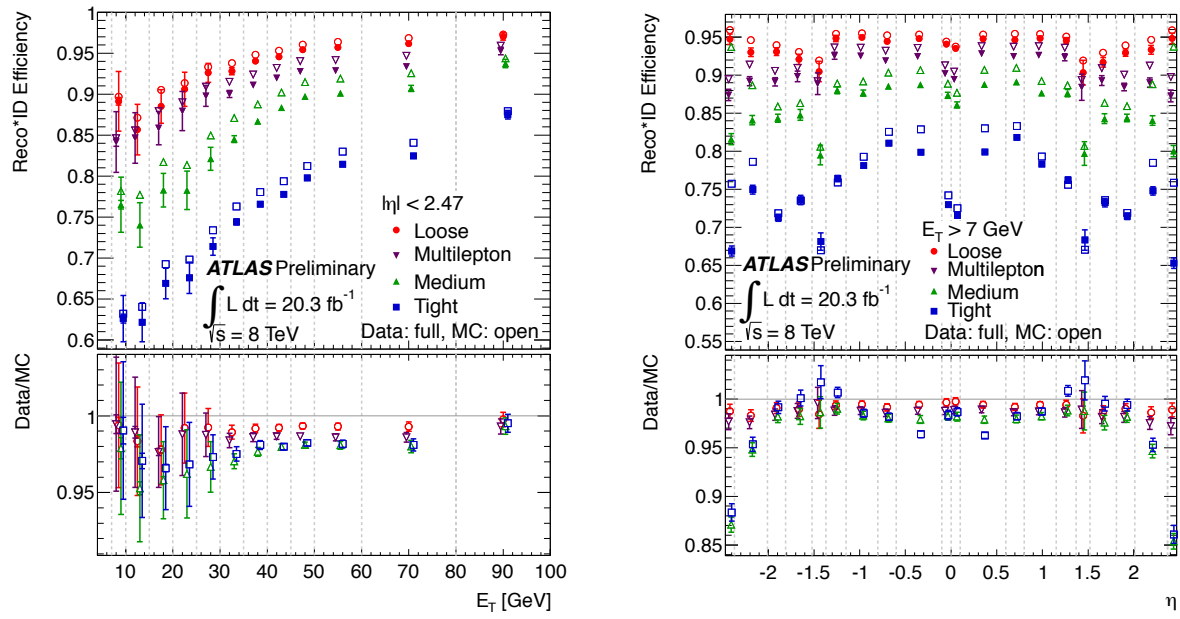 Reco*ID Efficiency
0.95
0.9
0.85
0.8
0.75
0.7
0.65
0.6
|η| < 2.47
Loose
Multilepton
Medium
Tight
ATLAS Preliminary
∫ L dt = 20.3 fb⁻¹
√s = 8 TeV
Data: full, MC: open
Data/MC
1
0.95
10 20 30 40 50 60 70 80 90 100
E_T [GeV]
Reco*ID Efficiency
0.95
0.9
0.85
0.8
0.75
0.7
0.65
0.6
0.55
E_T > 7 GeV
Loose
Multilepton
Medium
Tight
ATLAS Preliminary
∫ L dt = 20.3 fb⁻¹
√s = 8 TeV
Data: full, MC: open
Data/MC
1
0.95
0.9
0.85
-2 -1.5 -1 -0.5 0 0.5 1 1.5 2
η